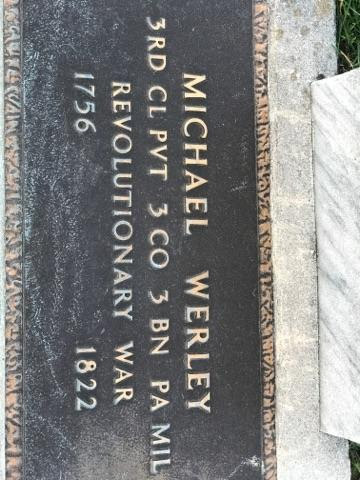 MICHAEL WERLEY
3RD CL PVT 3 CO 3 BN PA MIL
REVOLUTIONARY WAR
1756 1822